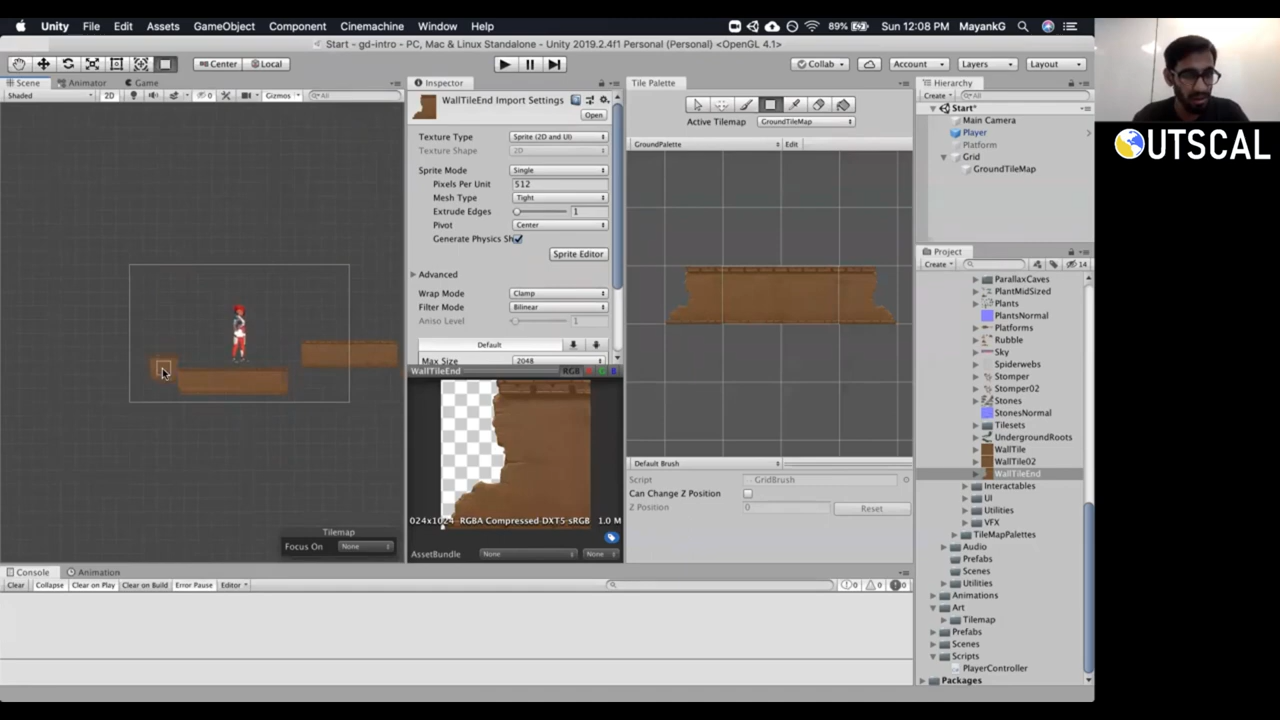 Unity File Edit Assets GameObject Component Cinemachine Window Help 89% Sun 12:08 PM MayankG
Start - gd-intro - PC, Mac & Linux Standalone - Unity 2019.2.4f1 Personal (Personal) <OpenGL 4.1>
Center Local Collab Account Layers Layout
Scene Animator Game
Shaded 2D 0 Gizmos All
Inspector
WallTileEnd Import Settings
Open
Texture Type Sprite (2D and UI)
Texture Shape 2D
Sprite Mode Single
Pixels Per Unit 512
Mesh Type Tight
Extrude Edges 1
Pivot Center
Generate Physics Sh
Sprite Editor
Advanced
Wrap Mode Clamp
Filter Mode Bilinear
Aniso Level 1
Default
Max Size 2048
WallTileEnd RGB R
024x1024 RGBA Compressed DXT5 sRGB 1.0 M
AssetBundle None None
Tilemap
Focus On None
Tile Palette
Active Tilemap GroundTileMap
GroundPalette Edit
Default Brush
Script GridBrush
Can Change Z Position
Z Position 0 Reset
Hierarchy
Create All
Start*
Main Camera
Player
Platform
Grid
GroundTileMap
Project
Create 14
ParallaxCaves
PlantMidSized
Plants
PlantsNormal
Platforms
Rubble
Sky
Spiderwebs
Stomper
Stomper02
Stones
StonesNormal
Tilesets
UndergroundRoots
WallTile
WallTile02
WallTileEnd
Interactables
UI
Utilities
VFX
TileMapPalettes
Audio
Prefabs
Scenes
Utilities
Animations
Art
Tilemap
Prefabs
Scenes
Scripts
PlayerController
Packages
Console Animation
Clear Collapse Clear on Play Clear on Build Error Pause Editor 0 0 0
OUTSCAL